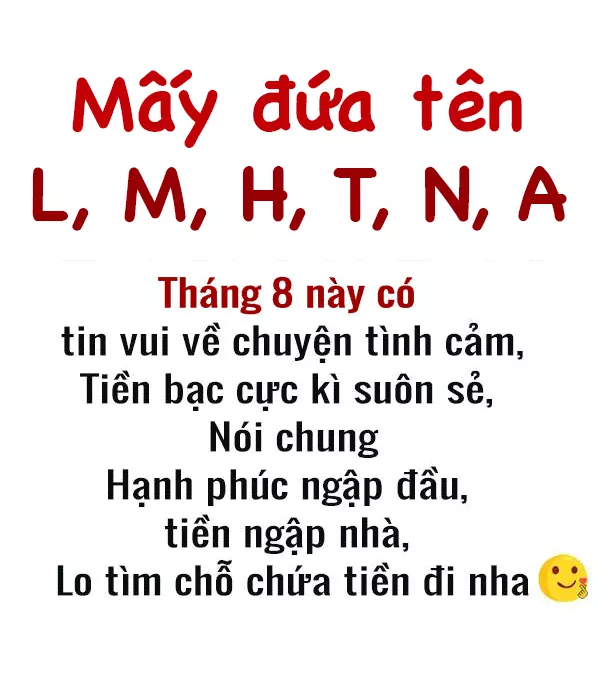 Mấy đứa tên
L, M, H, T, N, A
Tháng 8 này có
tin vui về chuyện tình cảm,
Tiền bạc cực kì suôn sẻ,
Nói chung
Hạnh phúc ngập đầu,
tiền ngập nhà,
Lo tìm chỗ chứa tiền đi nha